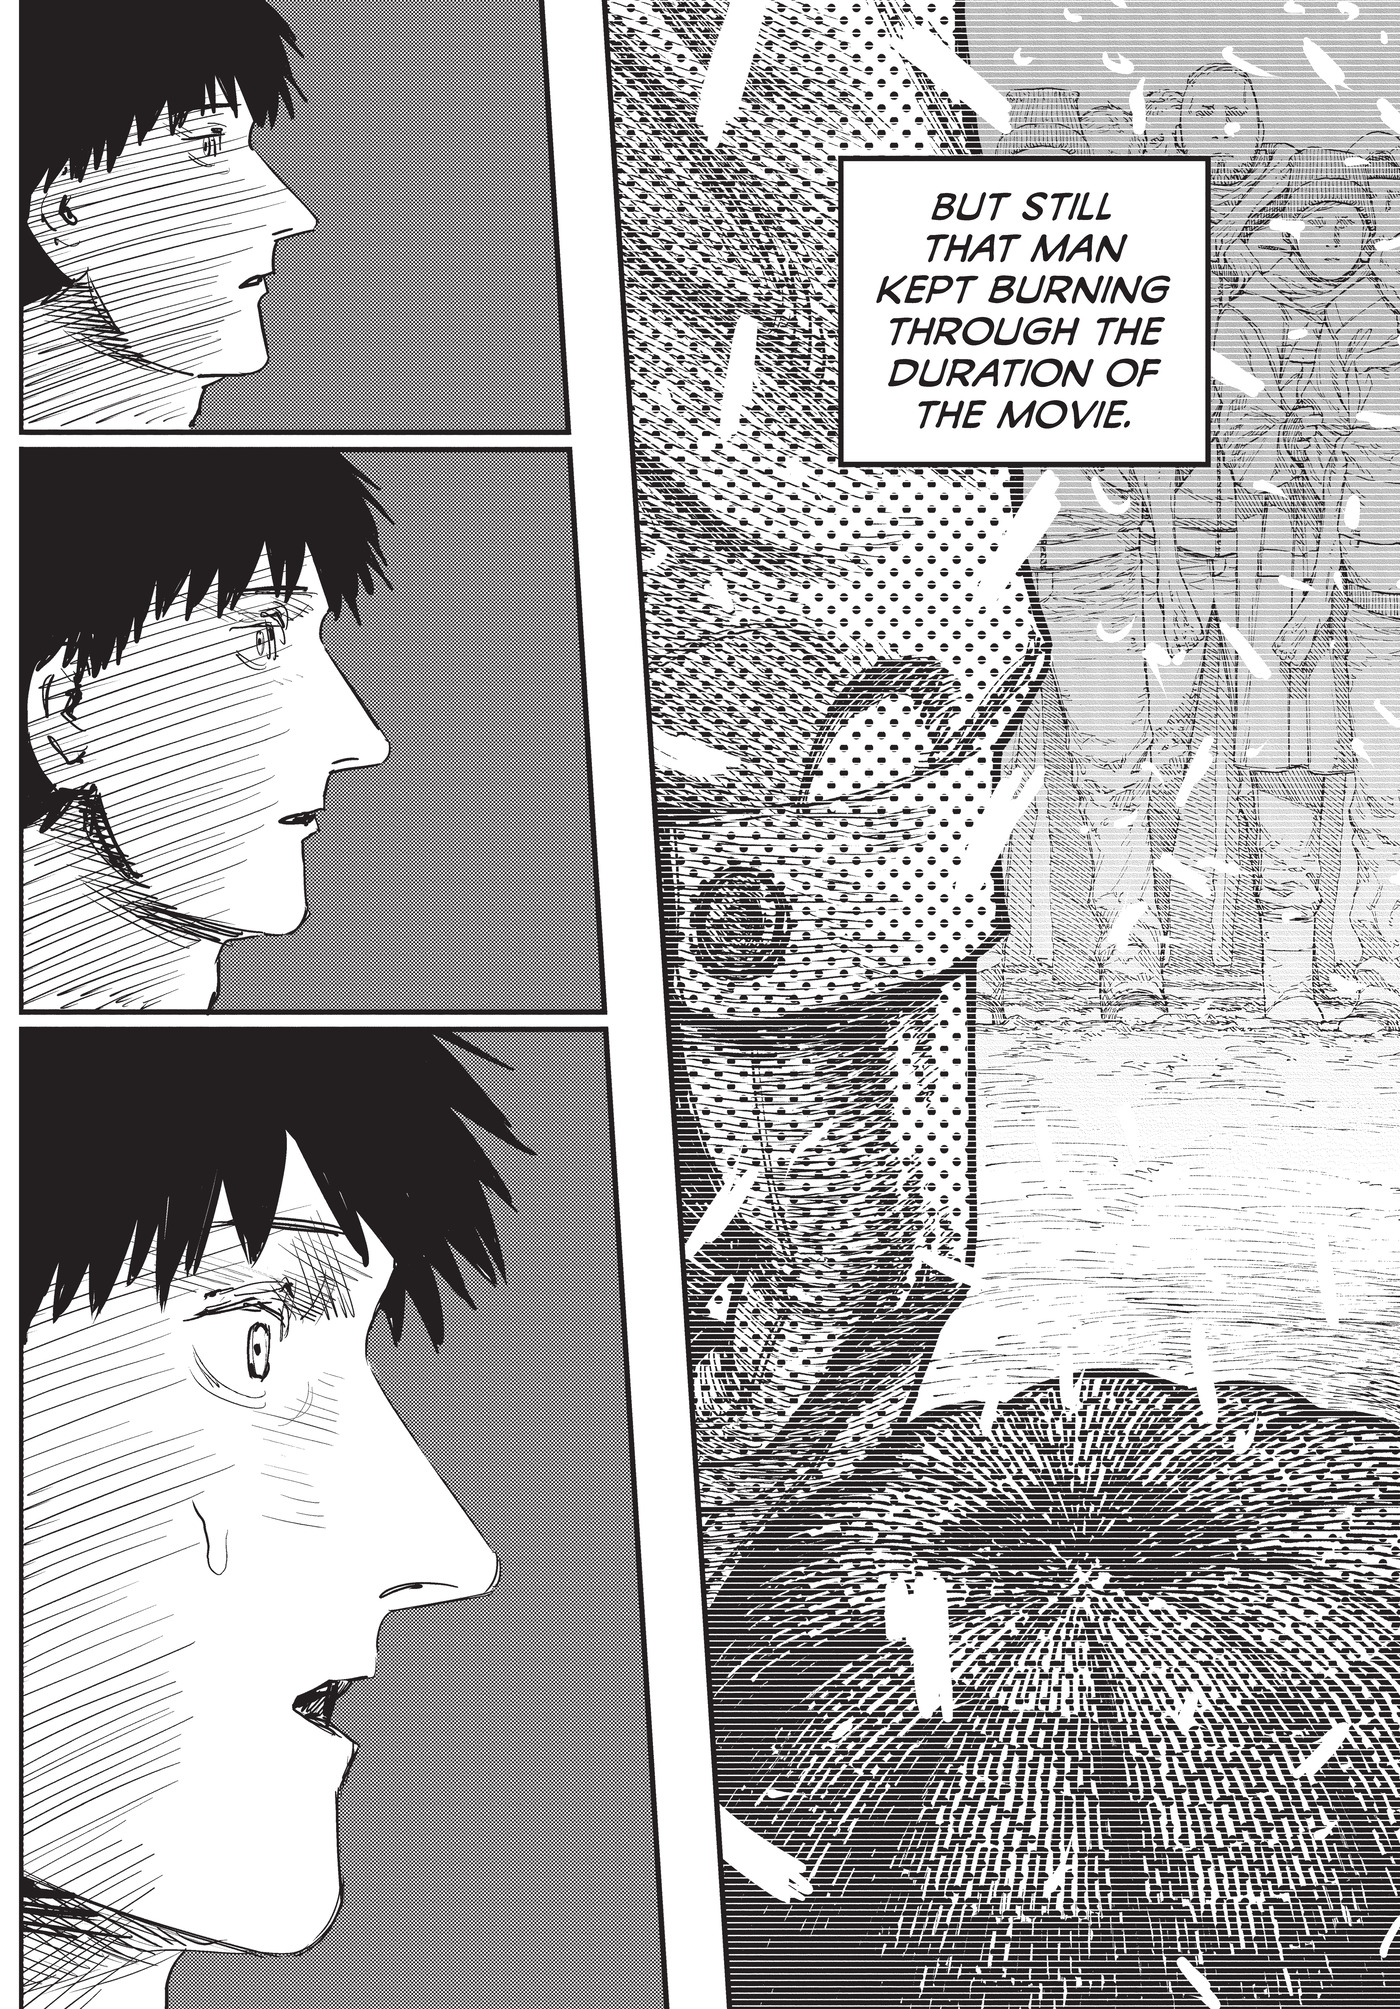 BUT STILL
THAT MAN
KEPT BURNING
THROUGH THE
DURATION OF
THE MOVIE.